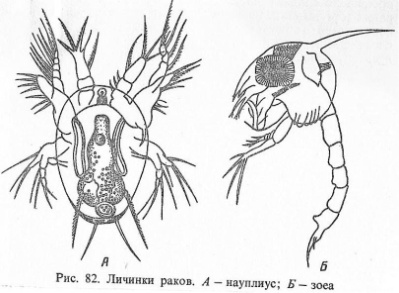 А Б
Рис. 82. Личинки раков. А — науплиус; Б — зоеа